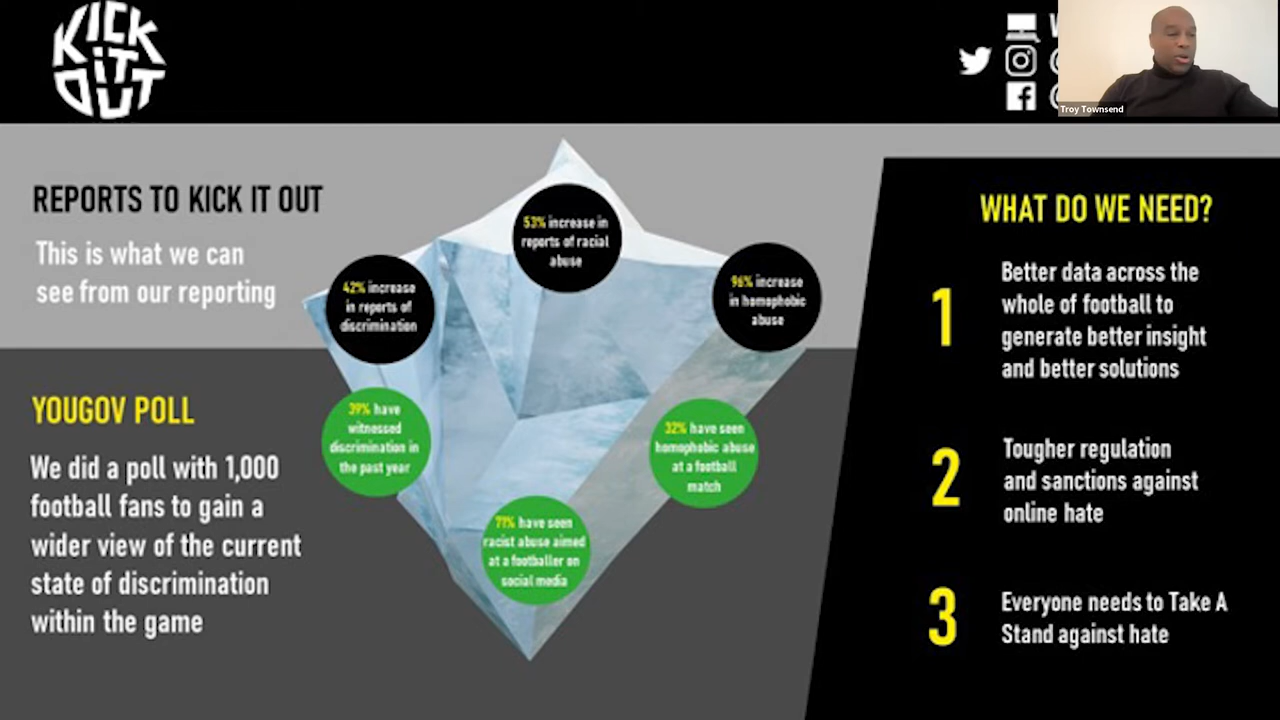 KICK
iT
OUT
W
Troy Townsend
REPORTS TO KICK IT OUT
This is what we can
see from our reporting
53% increase in
reports of racial
abuse
42% increase
in reports of
discrimination
96% increase
in homophobic
abuse
YOUGOV POLL
We did a poll with 1,000
football fans to gain a
wider view of the current
state of discrimination
within the game
39% have
witnessed
discrimination in
the past year
32% have seen
homophobic abuse
at a football
match
71% have seen
racist abuse aimed
at a footballer on
social media
WHAT DO WE NEED?
1
Better data across the
whole of football to
generate better insight
and better solutions
2
Tougher regulation
and sanctions against
online hate
3
Everyone needs to Take A
Stand against hate